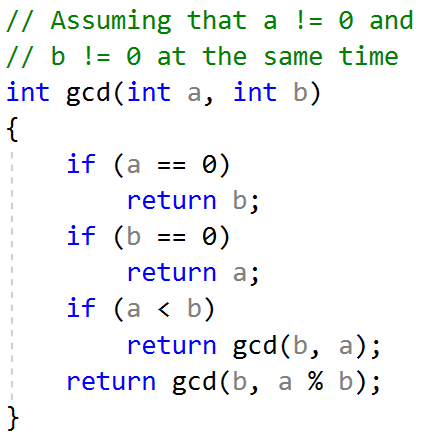 // Assuming that a != 0 and
// b != 0 at the same time
int gcd(int a, int b)
{
    if (a == 0)
        return b;
    if (b == 0)
        return a;
    if (a < b)
        return gcd(b, a);
    return gcd(b, a % b);
}